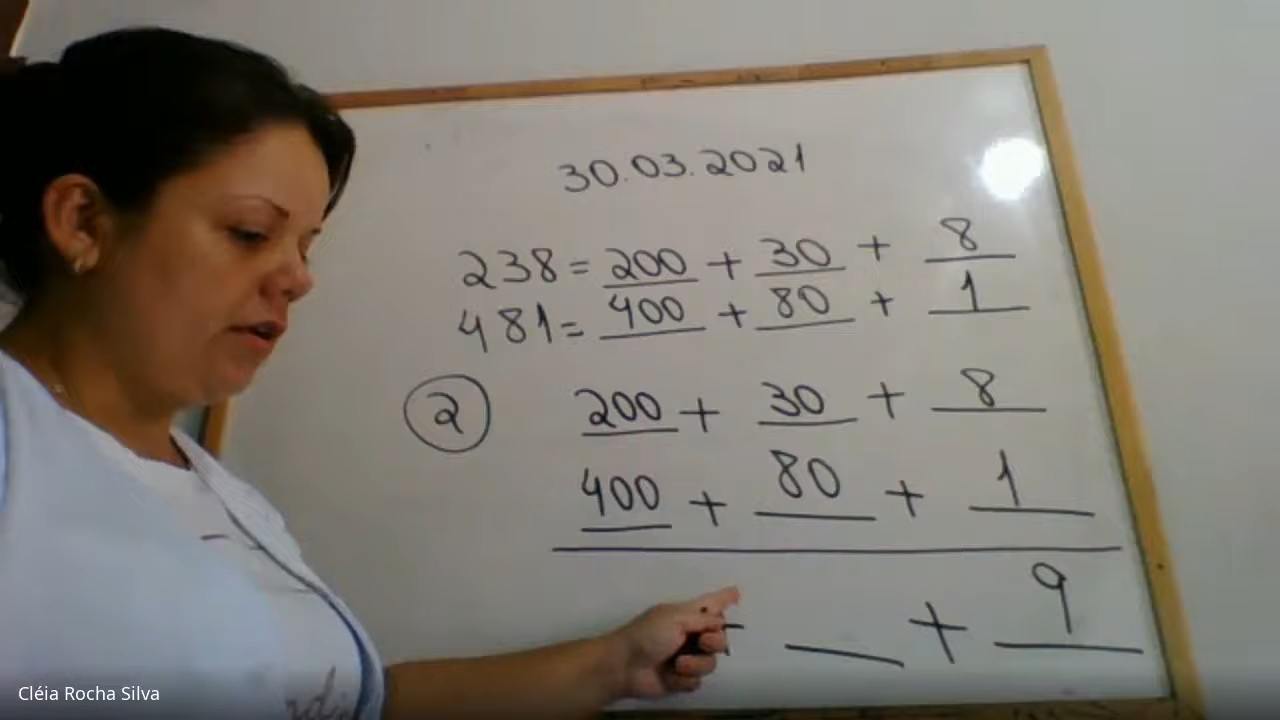 30.03.2021
238 = 200 + 30 + 8
481 = 400 + 80 + 1
2
200 + 30 + 8
400 + 80 + 1
+ __ + 9
Cléia Rocha Silva